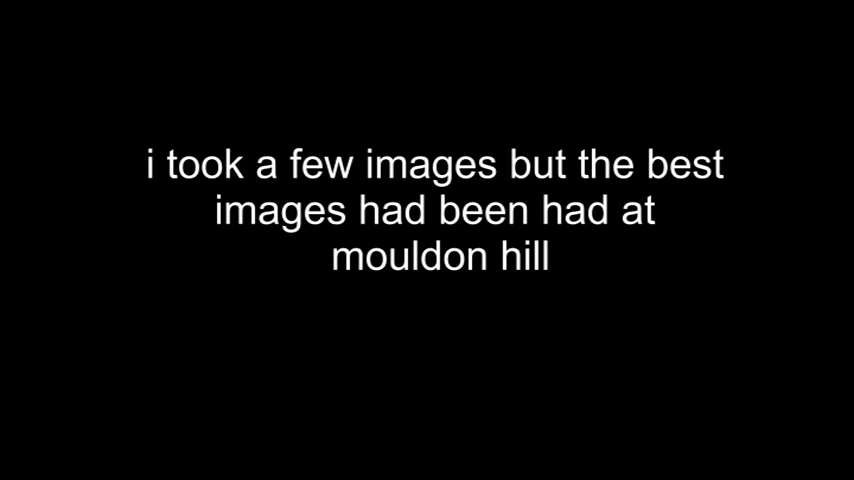 i took a few images but the best
images had been had at
mouldon hill